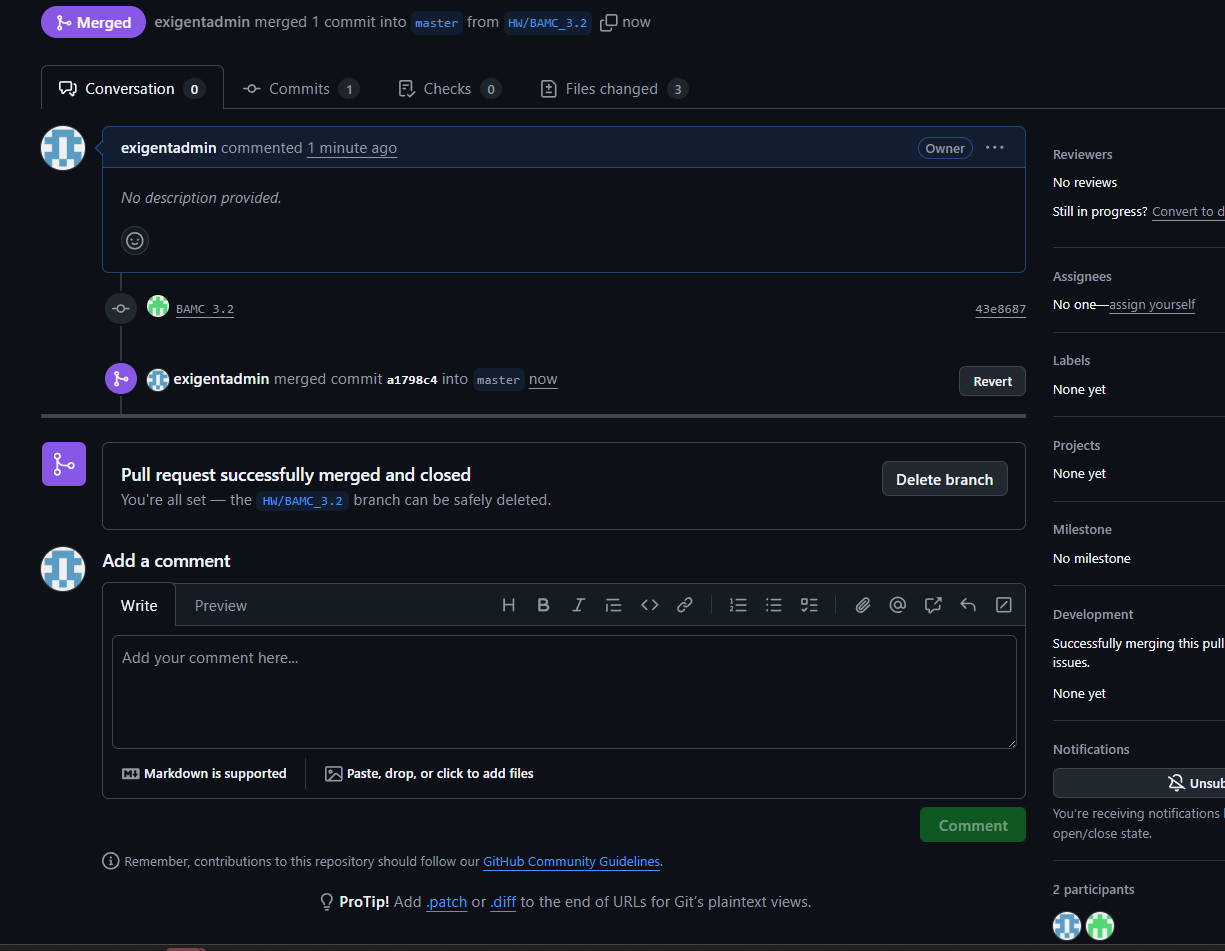 Merged exigentadmin merged 1 commit into master from HW/BAMC_3.2 now
Conversation 0 Commits 1 Checks 0 Files changed 3
exigentadmin commented 1 minute ago Owner
No description provided.
BAMC 3.2 43e8687
exigentadmin merged commit a1798c4 into master now Revert
Pull request successfully merged and closed
You're all set — the HW/BAMC_3.2 branch can be safely deleted.
Delete branch
Add a comment
Write Preview
Add your comment here...
Markdown is supported Paste, drop, or click to add files
Comment
Remember, contributions to this repository should follow our GitHub Community Guidelines.
ProTip! Add .patch or .diff to the end of URLs for Git's plaintext views.
Reviewers
No reviews
Still in progress? Convert to d
Assignees
No one—assign yourself
Labels
None yet
Projects
None yet
Milestone
No milestone
Development
Successfully merging this pull
issues.
None yet
Notifications
Unsub
You're receiving notifications
open/close state.
2 participants